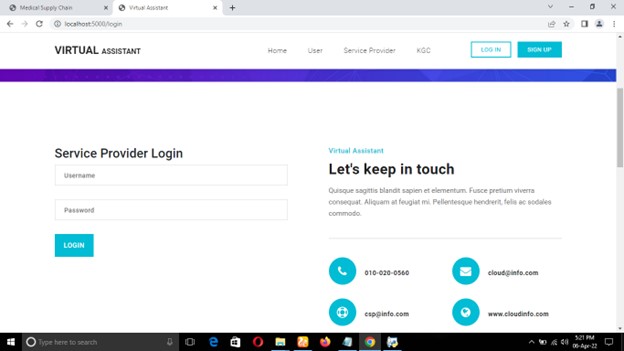 Medical Supply Chain
Virtual Assistant
localhost:5000/login
VIRTUAL ASSISTANT
Home
User
Service Provider
KGC
LOG IN
SIGN UP
Service Provider Login
Username
Password
LOGIN
Virtual Assistant
Let's keep in touch
Quisque sagittis blandit sapien et elementum. Fusce pretium viverra
consequat. Aliquam at feugiat mi. Pellentesque hendrerit, felis ac sodales
commodo.
010-020-0560
cloud@info.com
csp@info.com
www.cloudinfo.com
Type here to search
5:21 PM
06-Apr-22